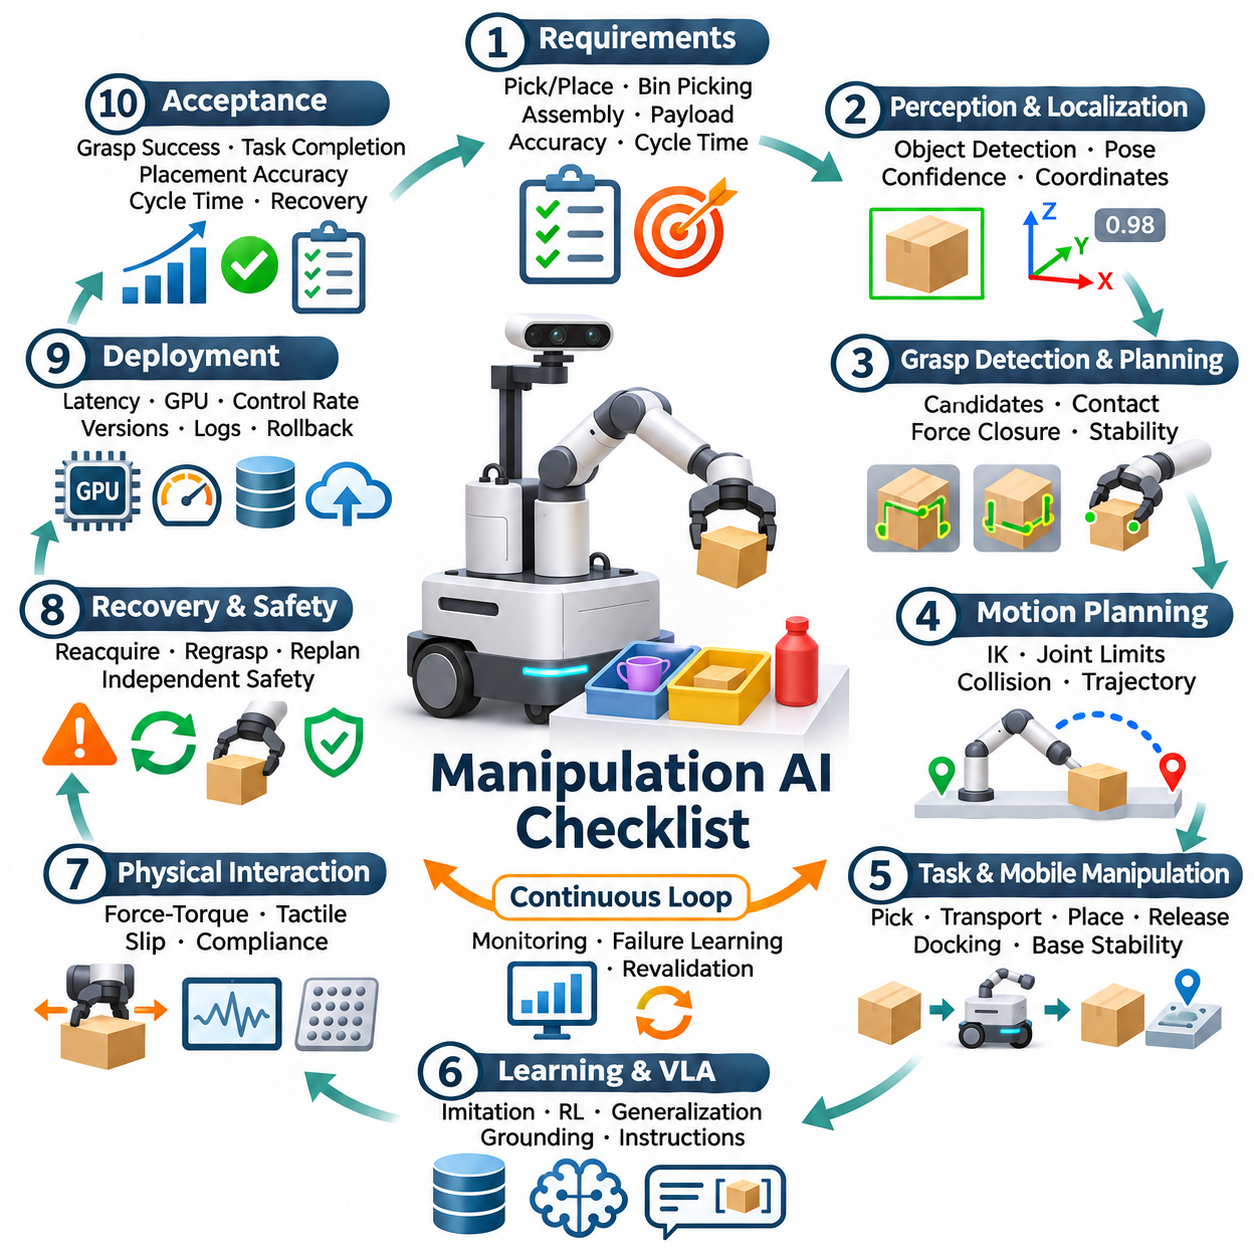 1 Requirements
Pick/Place · Bin Picking
Assembly · Payload
Accuracy · Cycle Time
2 Perception & Localization
Object Detection · Pose
Confidence · Coordinates
Z
Y
X
0.98
3 Grasp Detection & Planning
Candidates · Contact
Force Closure · Stability
4 Motion Planning
IK · Joint Limits
Collision · Trajectory
5 Task & Mobile Manipulation
Pick · Transport · Place · Release
Docking · Base Stability
6 Learning & VLA
Imitation · RL · Generalization
Grounding · Instructions
7 Physical Interaction
Force-Torque · Tactile
Slip · Compliance
8 Recovery & Safety
Reacquire · Regrasp · Replan
Independent Safety
9 Deployment
Latency · GPU · Control Rate
Versions · Logs · Rollback
GPU
10 Acceptance
Grasp Success · Task Completion
Placement Accuracy
Cycle Time · Recovery
Manipulation AI
Checklist
Continuous Loop
Monitoring · Failure Learning
· Revalidation